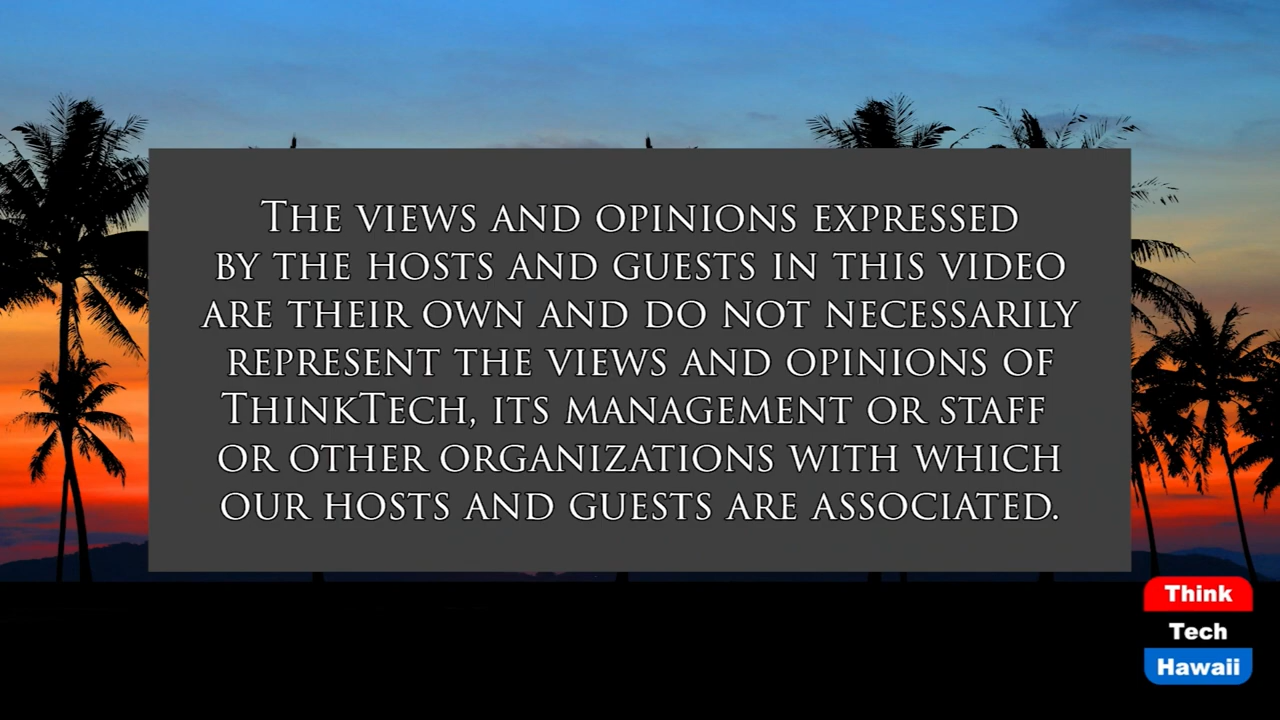 The views and opinions expressed
by the hosts and guests in this video
are their own and do not necessarily
represent the views and opinions of
ThinkTech, its management or staff
or other organizations with which
our hosts and guests are associated.
Think
Tech
Hawaii